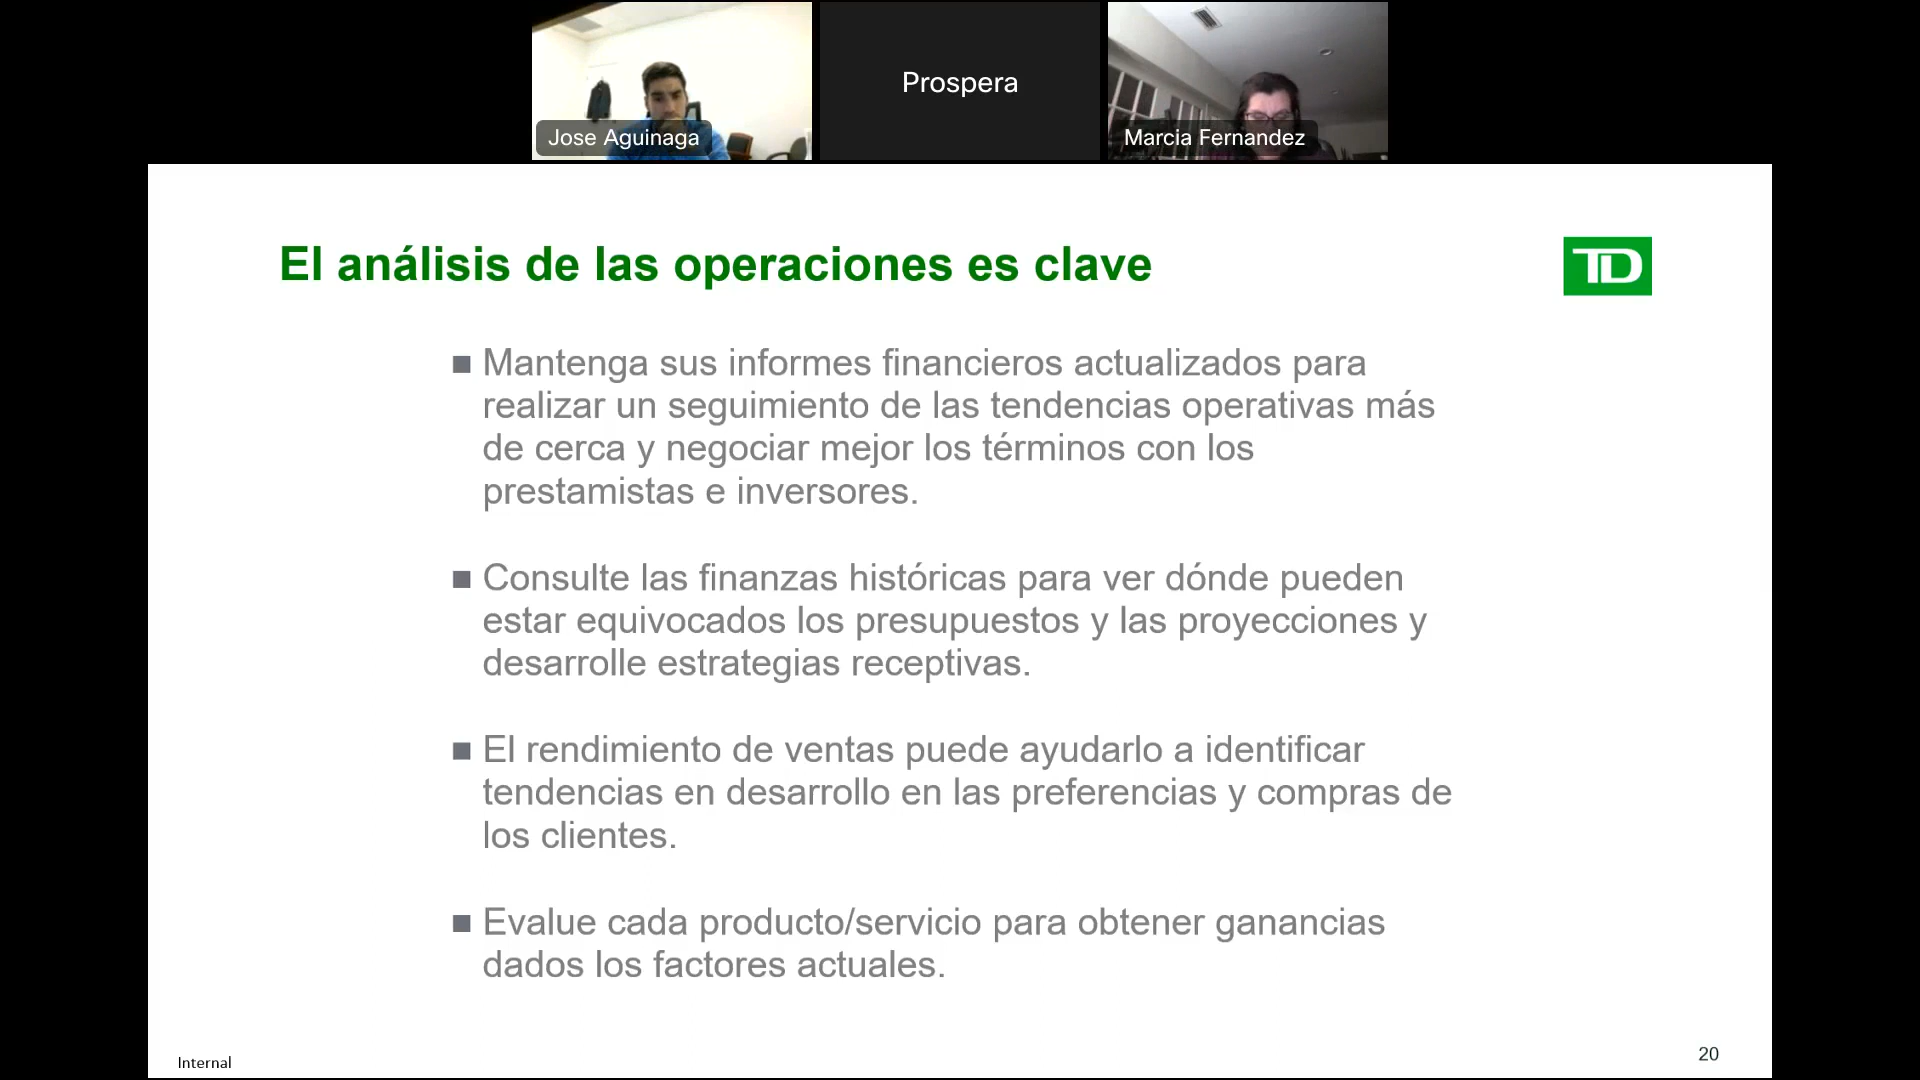 Jose Aguinaga
Prospera
Marcia Fernandez
El análisis de las operaciones es clave
TD
■ Mantenga sus informes financieros actualizados para
realizar un seguimiento de las tendencias operativas más
de cerca y negociar mejor los términos con los
prestamistas e inversores.
■ Consulte las finanzas históricas para ver dónde pueden
estar equivocados los presupuestos y las proyecciones y
desarrolle estrategias receptivas.
■ El rendimiento de ventas puede ayudarlo a identificar
tendencias en desarrollo en las preferencias y compras de
los clientes.
■ Evalue cada producto/servicio para obtener ganancias
dados los factores actuales.
Internal
20